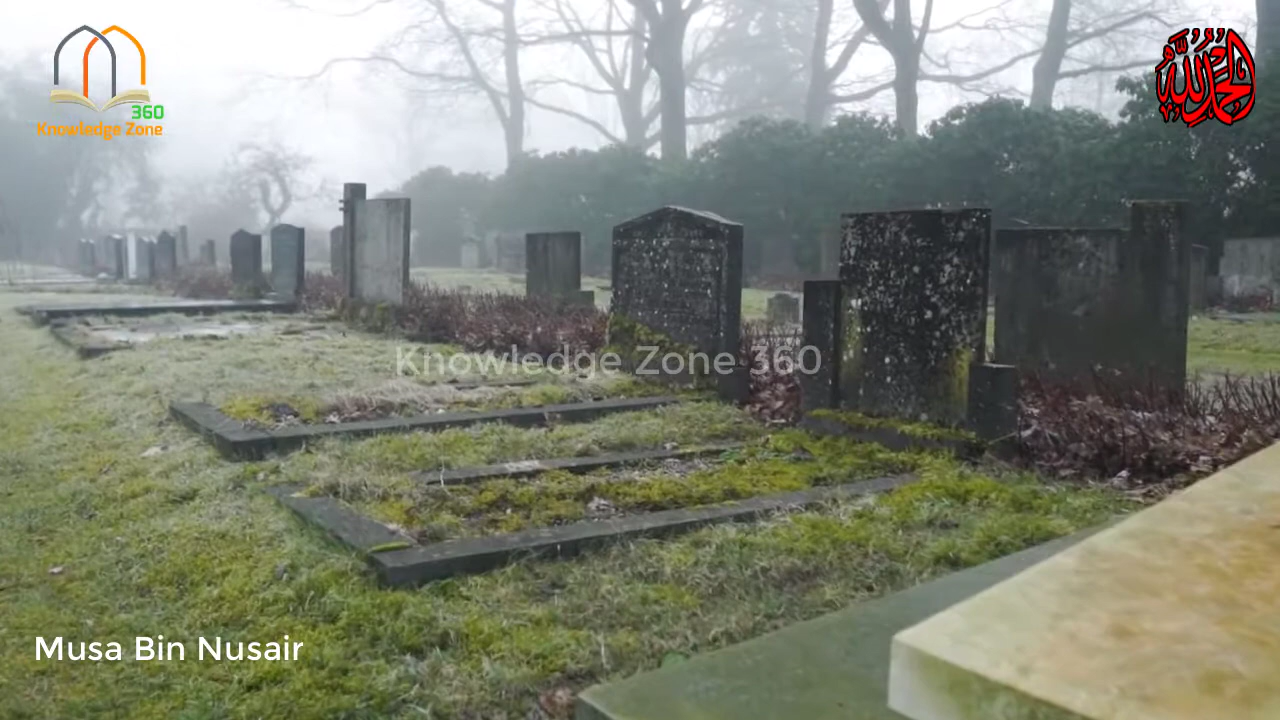 360
Knowledge Zone
الحمد لله
Knowledge Zone 360
Musa Bin Nusair